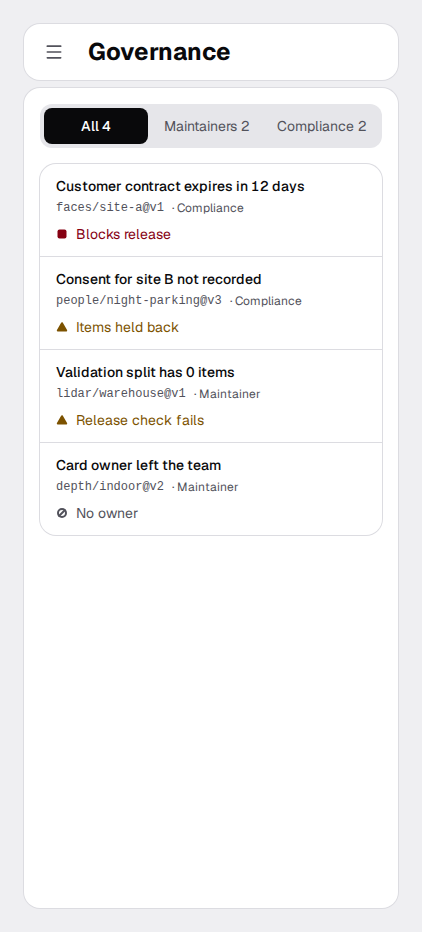 Governance
All 4 Maintainers 2 Compliance 2
Customer contract expires in 12 days
faces/site-a@v1 · Compliance
Blocks release
Consent for site B not recorded
people/night-parking@v3 · Compliance
Items held back
Validation split has 0 items
lidar/warehouse@v1 · Maintainer
Release check fails
Card owner left the team
depth/indoor@v2 · Maintainer
No owner